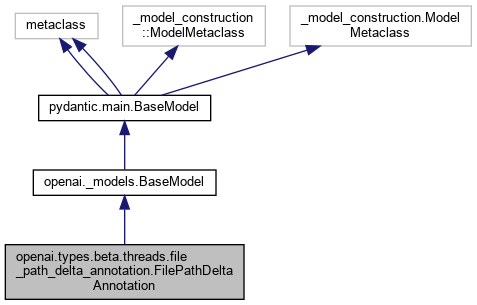 metaclass
_model_construction
::ModelMetaclass
_model_construction.Model
Metaclass
pydantic.main.BaseModel
openai._models.BaseModel
openai.types.beta.threads.file
_path_delta_annotation.FilePathDelta
Annotation